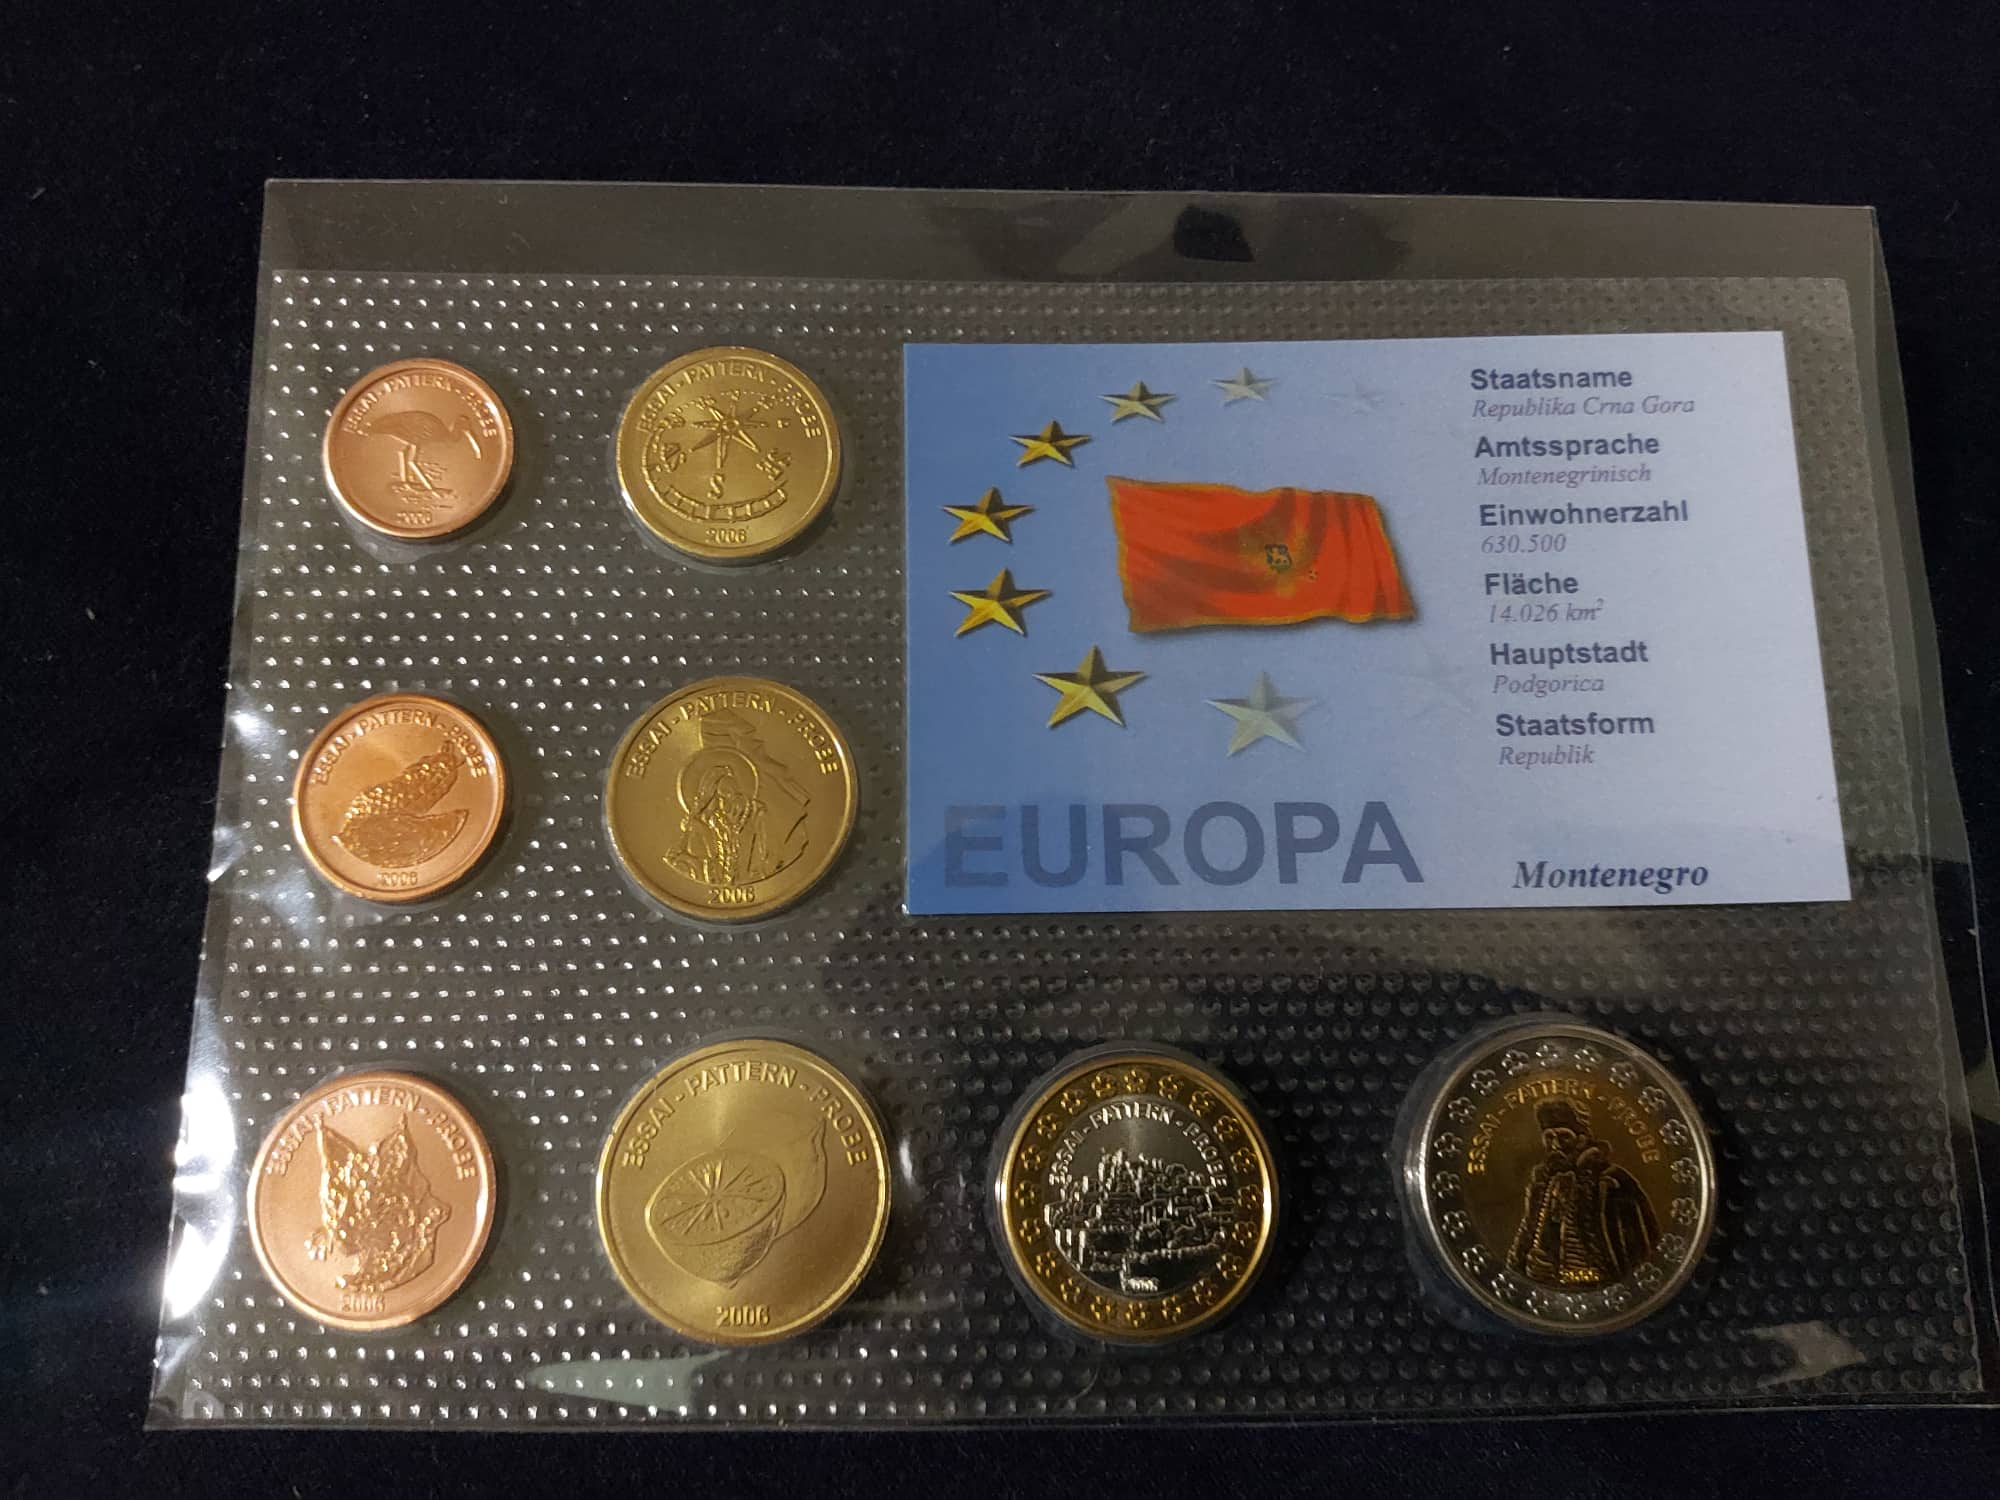 ESSAI - PATTERN - PROBE
2006
ESSAI - PATTERN - PROBE
S
2006
ESSAI - PATTERN - PROBE
2006
ESSAI - PATTERN - PROBE
2006
ESSAI - PATTERN - PROBE
2006
ESSAI - PATTERN - PROBE
2006
ESSAI - PATTERN - PROBE
2006
ESSAI - PATTERN - PROBE
2006
Staatsname
Republika Crna Gora
Amtssprache
Montenegrinisch
Einwohnerzahl
630.500
Fläche
14.026 km²
Hauptstadt
Podgorica
Staatsform
Republik
EUROPA
Montenegro